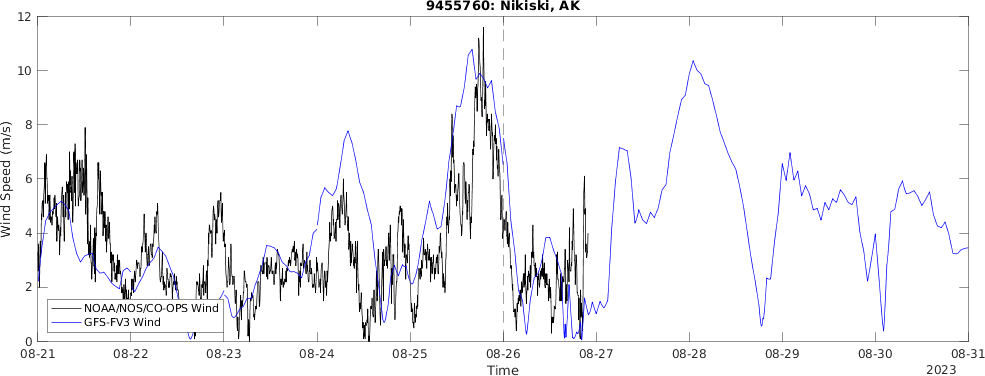 9455760: Nikiski, AK
Wind Speed (m/s)
12
10
8
6
4
2
0
NOAA/NOS/CO-OPS Wind
GFS-FV3 Wind
08-21 08-22 08-23 08-24 08-25 08-26 08-27 08-28 08-29 08-30 08-31
Time
2023